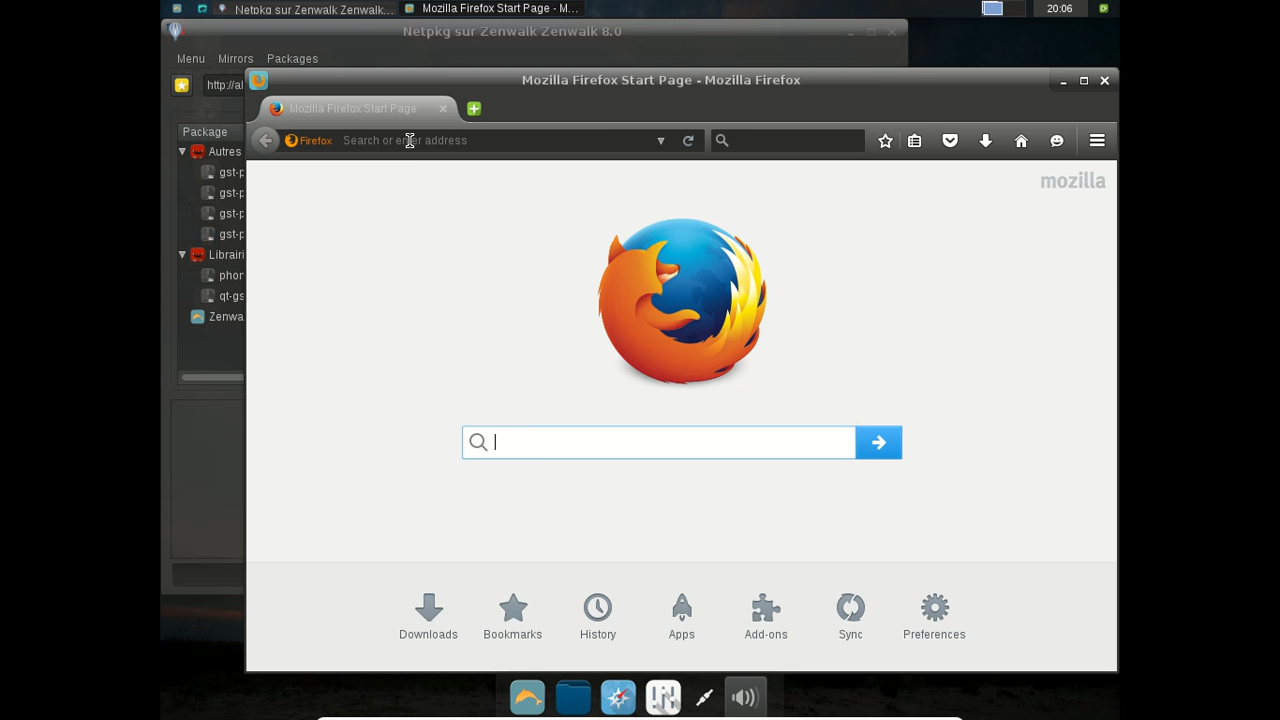 Netpkg sur Zenwalk Zenwalk...
Mozilla Firefox Start Page - M...
20:06
Netpkg sur Zenwalk Zenwalk 8.0
Menu Mirrors Packages
http://al
Mozilla Firefox Start Page - Mozilla Firefox
Mozilla Firefox Start Page
Firefox Search or enter address
mozilla
Package
Autres
gst-p
gst-p
gst-p
gst-p
Librairi
phon
qt-gs
Zenwa
Downloads Bookmarks History Apps Add-ons Sync Preferences